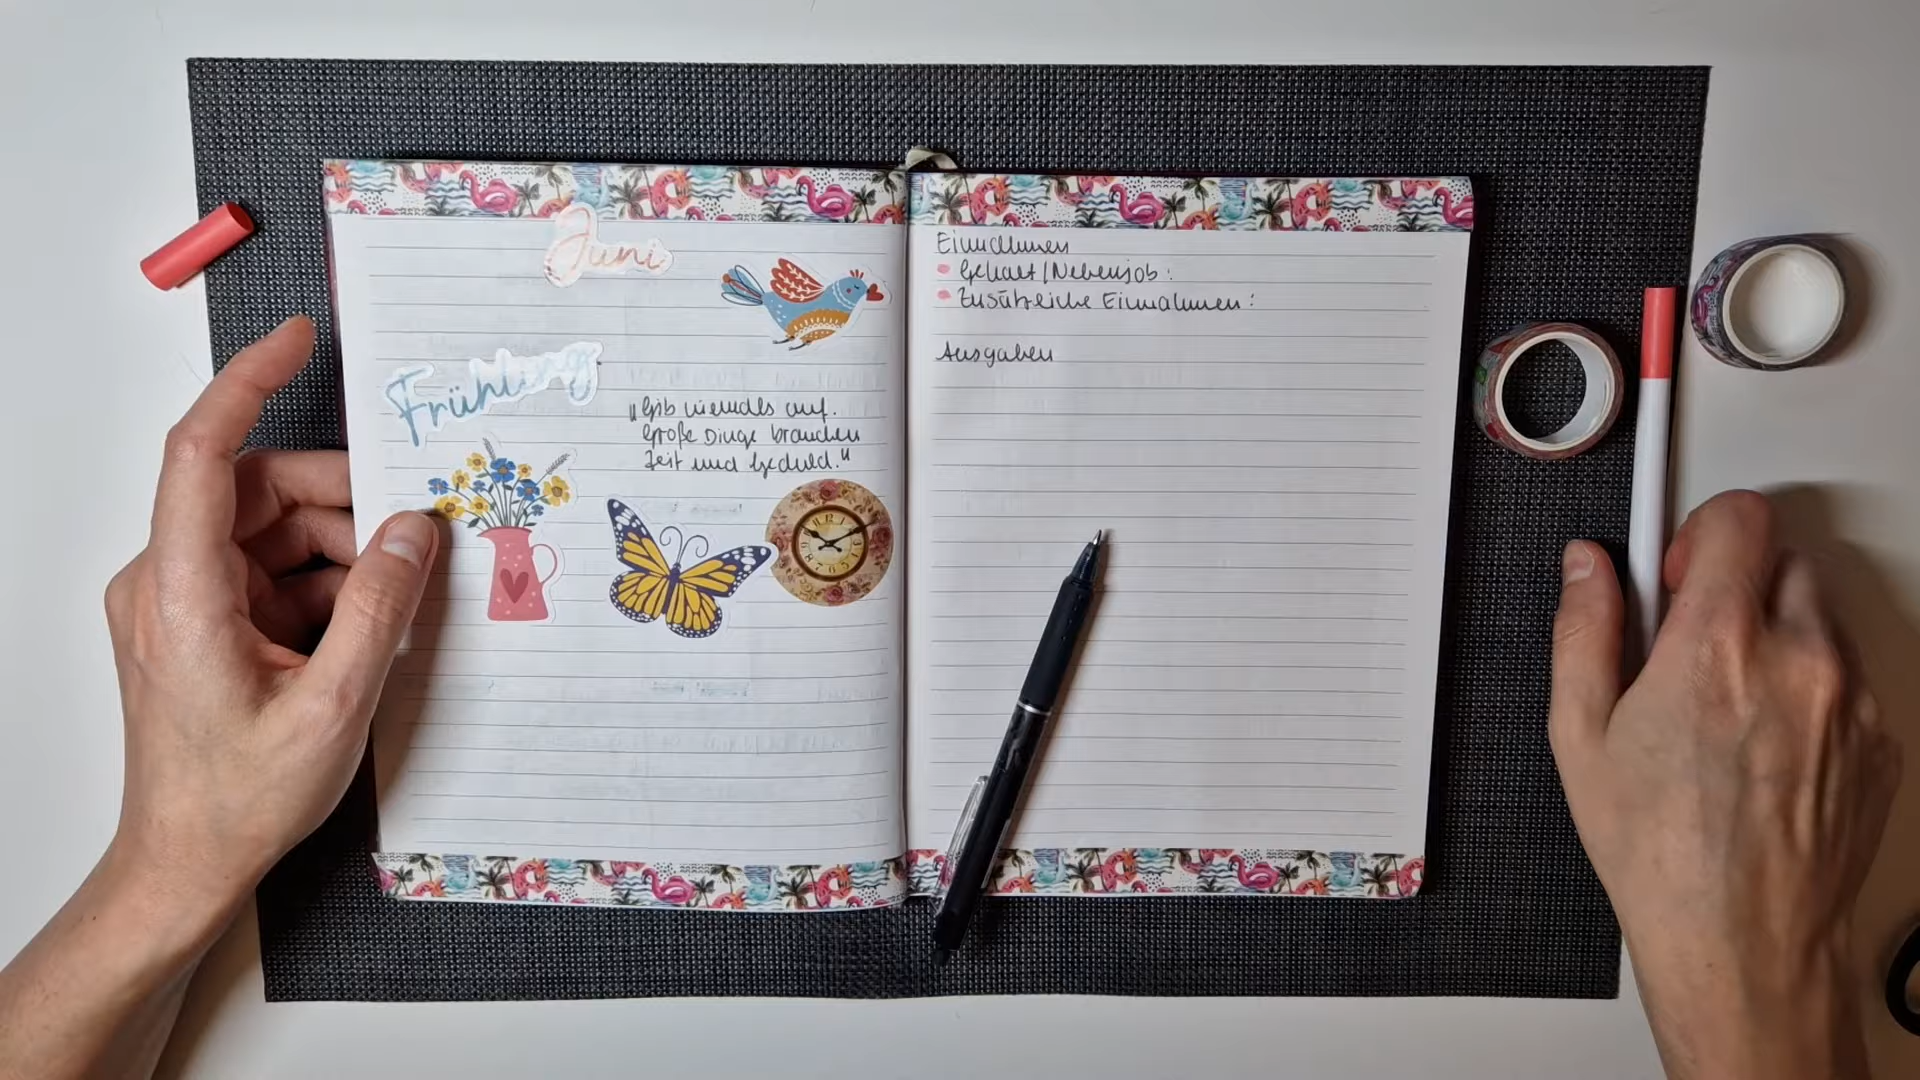 Juni
Frühling
"Gib niemals auf.
Große Dinge brauchen
Zeit und Geduld."
Einnahmen
Gehalt/Nebenjob:
Zusätzliche Einnahmen:
Ausgaben